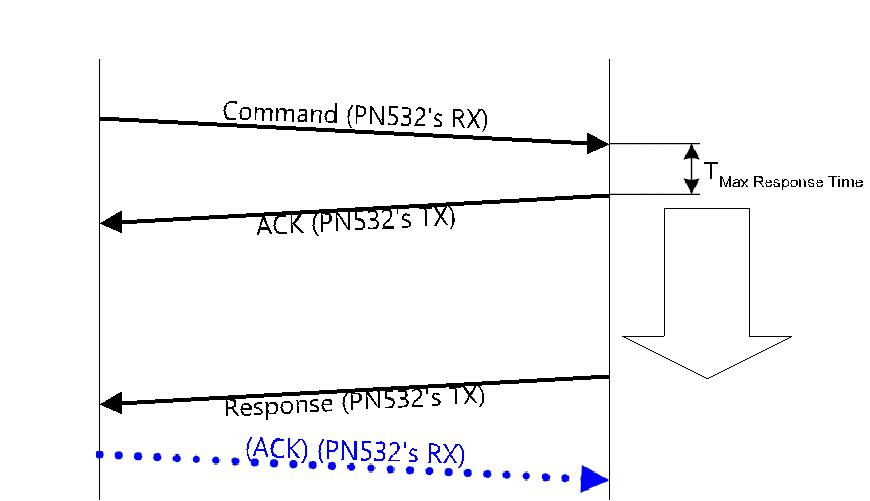 Command (PN532's RX)
T Max Response Time
ACK (PN532's TX)
Response (PN532's TX)
(ACK) (PN532's RX)